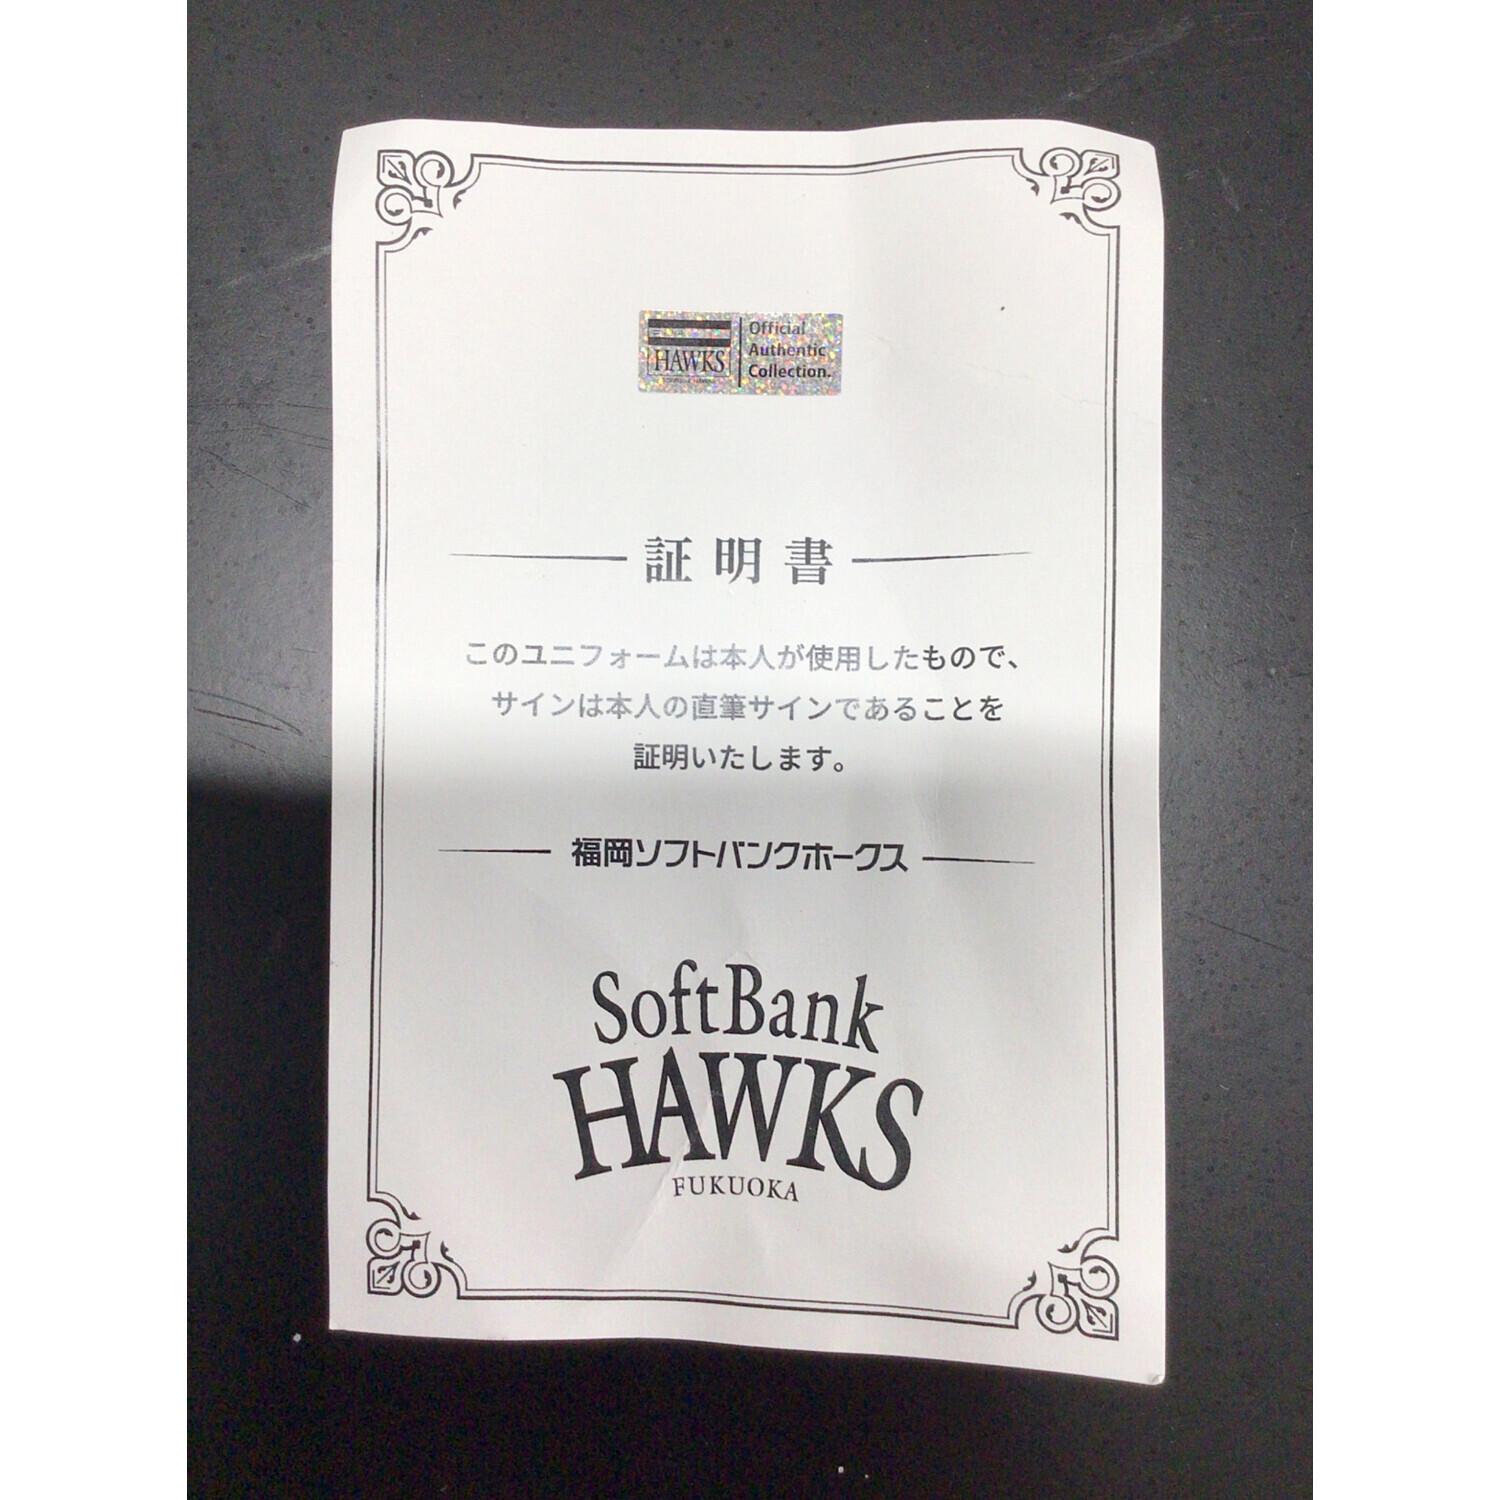 HAWKS
Official
Authentic
Collection.
証明書
このユニフォームは本人が使用したもので、
サインは本人の直筆サインであることを
証明いたします。
福岡ソフトバンクホークス
SoftBank
HAWKS
FUKUOKA